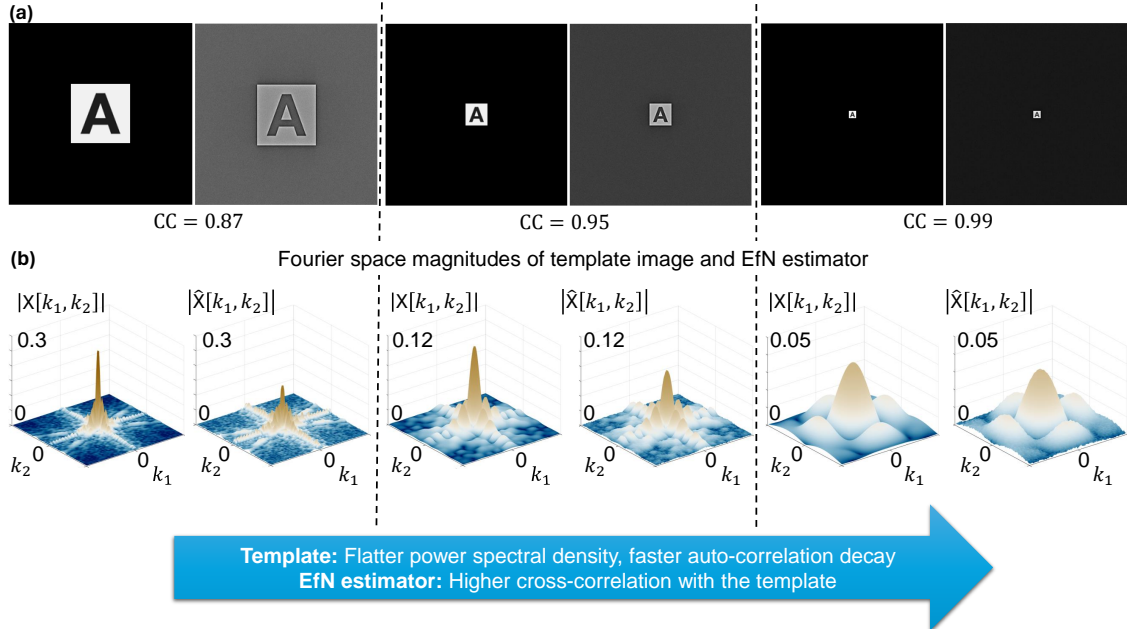 (a)
A A A A A A
CC = 0.87 CC = 0.95 CC = 0.99
(b) Fourier space magnitudes of template image and EfN estimator
|X[k₁, k₂]| |X̂[k₁, k₂]| |X[k₁, k₂]| |X̂[k₁, k₂]| |X[k₁, k₂]| |X̂[k₁, k₂]|
0.3 0.3 0.12 0.12 0.05 0.05
0 0 0 0 0 0
0 0 0 0 0 0 0 0 0 0 0 0
k₂ k₁ k₂ k₁ k₂ k₁ k₂ k₁ k₂ k₁ k₂ k₁
Template: Flatter power spectral density, faster auto-correlation decay
EfN estimator: Higher cross-correlation with the template